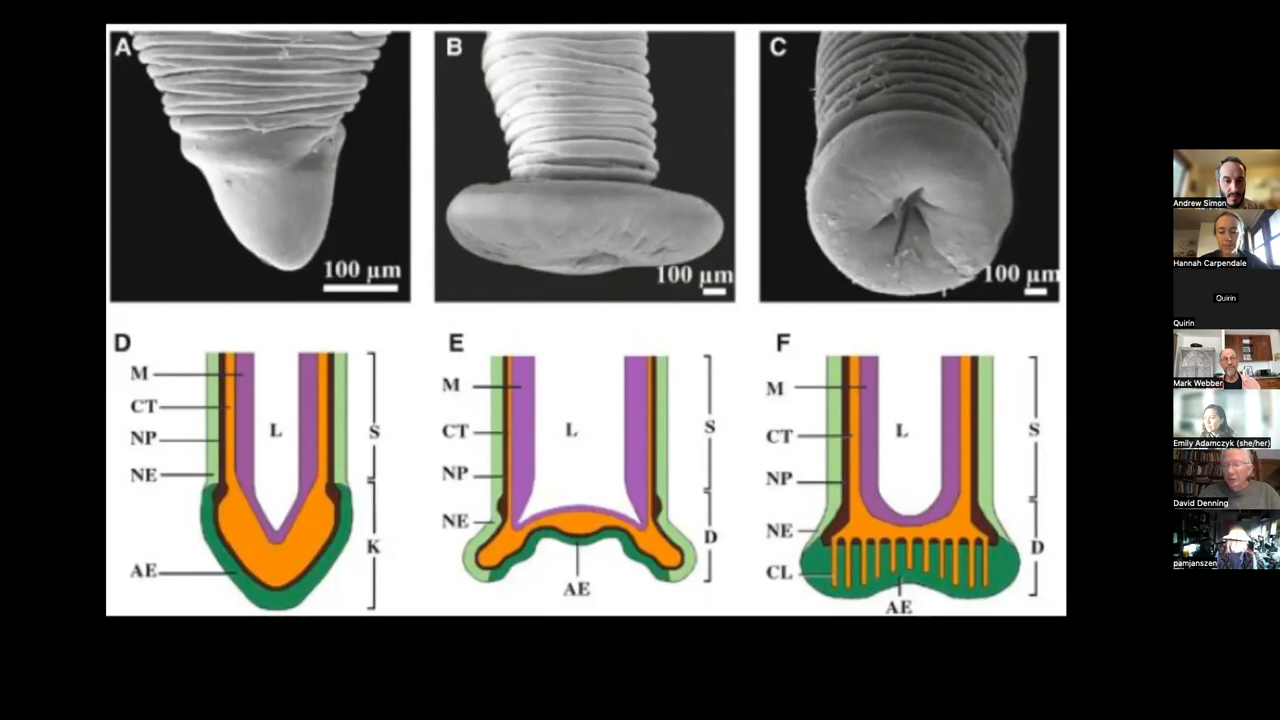 A
100 µm
B
100 µm
C
100 µm
D
M
CT
NP
NE
AE
L
S
K
E
M
CT
NP
NE
L
S
D
AE
F
M
CT
NP
NE
CL
L
S
D
AE
Andrew Simon
Hannah Carpendale
Quirin
Quirin
Mark Webber
Emily Adamczyk (she/her)
David Denning
pamjanszen